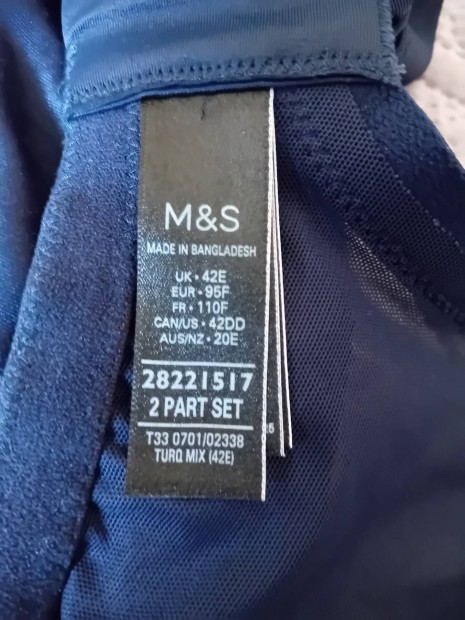 M&S
MADE IN BANGLADESH
UK • 42E
EUR • 95F
FR • 110F
CAN/US • 42DD
AUS/NZ • 20E
28221517
2 PART SET
T33 0701/02338
TURQ MIX (42E)